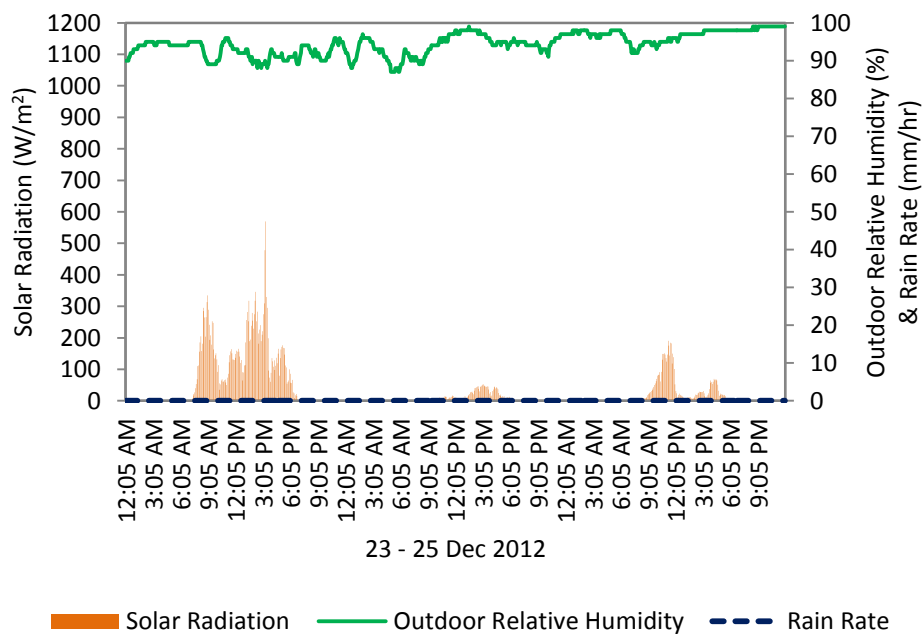 1200
1100
1000
900
800
700
600
500
400
300
200
100
0
Solar Radiation (W/m²)
100
90
80
70
60
50
40
30
20
10
0
Outdoor Relative Humidity (%)
& Rain Rate (mm/hr)
12:05 AM
3:05 AM
6:05 AM
9:05 AM
12:05 PM
3:05 PM
6:05 PM
9:05 PM
12:05 AM
3:05 AM
6:05 AM
9:05 AM
12:05 PM
3:05 PM
6:05 PM
9:05 PM
12:05 AM
3:05 AM
6:05 AM
9:05 AM
12:05 PM
3:05 PM
6:05 PM
9:05 PM
23 - 25 Dec 2012
Solar Radiation
Outdoor Relative Humidity
Rain Rate